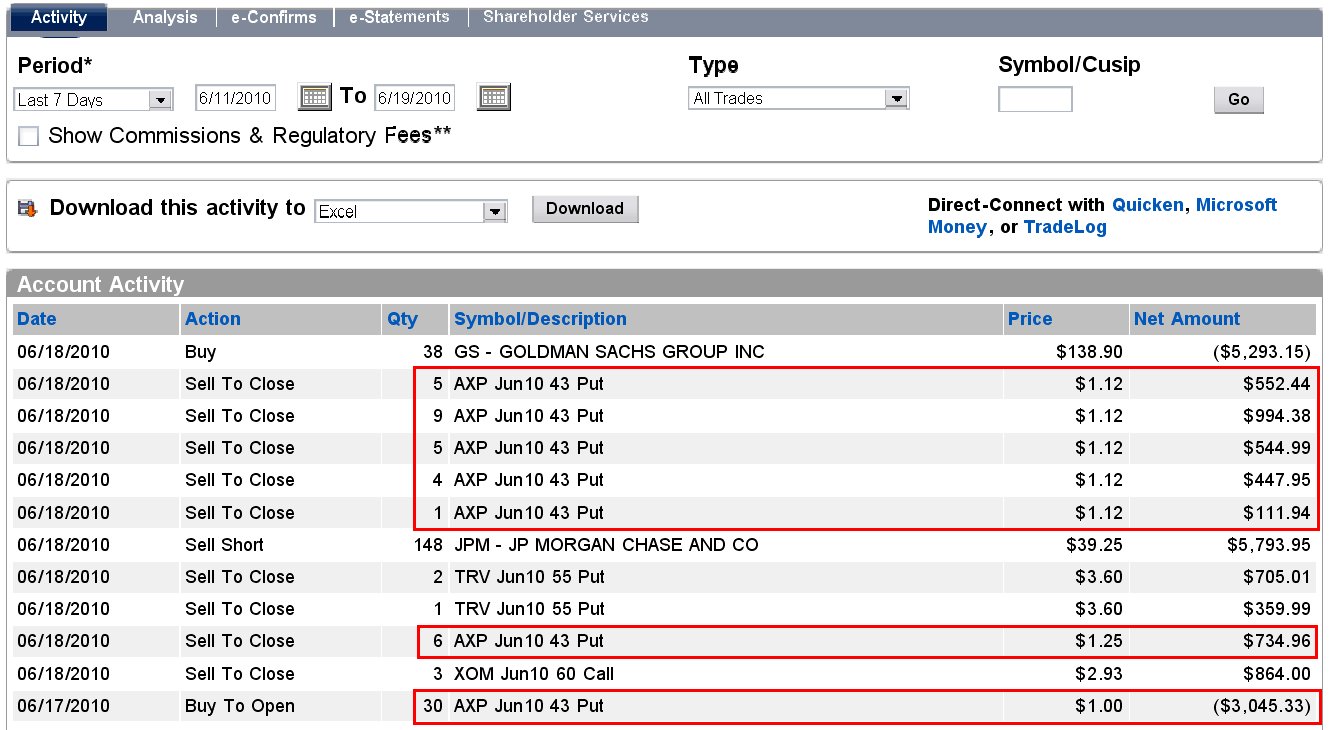 Activity Analysis e-Confirms e-Statements Shareholder Services
Period* Type Symbol/Cusip
Last 7 Days 6/11/2010 To 6/19/2010 All Trades Go
Show Commissions & Regulatory Fees**
Download this activity to Excel Download
Direct-Connect with Quicken, Microsoft
Money, or TradeLog
Account Activity
Date Action Qty Symbol/Description Price Net Amount
06/18/2010 Buy 38 GS - GOLDMAN SACHS GROUP INC $138.90 ($5,293.15)
06/18/2010 Sell To Close 5 AXP Jun10 43 Put $1.12 $552.44
06/18/2010 Sell To Close 9 AXP Jun10 43 Put $1.12 $994.38
06/18/2010 Sell To Close 5 AXP Jun10 43 Put $1.12 $544.99
06/18/2010 Sell To Close 4 AXP Jun10 43 Put $1.12 $447.95
06/18/2010 Sell To Close 1 AXP Jun10 43 Put $1.12 $111.94
06/18/2010 Sell Short 148 JPM - JP MORGAN CHASE AND CO $39.25 $5,793.95
06/18/2010 Sell To Close 2 TRV Jun10 55 Put $3.60 $705.01
06/18/2010 Sell To Close 1 TRV Jun10 55 Put $3.60 $359.99
06/18/2010 Sell To Close 6 AXP Jun10 43 Put $1.25 $734.96
06/18/2010 Sell To Close 3 XOM Jun10 60 Call $2.93 $864.00
06/17/2010 Buy To Open 30 AXP Jun10 43 Put $1.00 ($3,045.33)